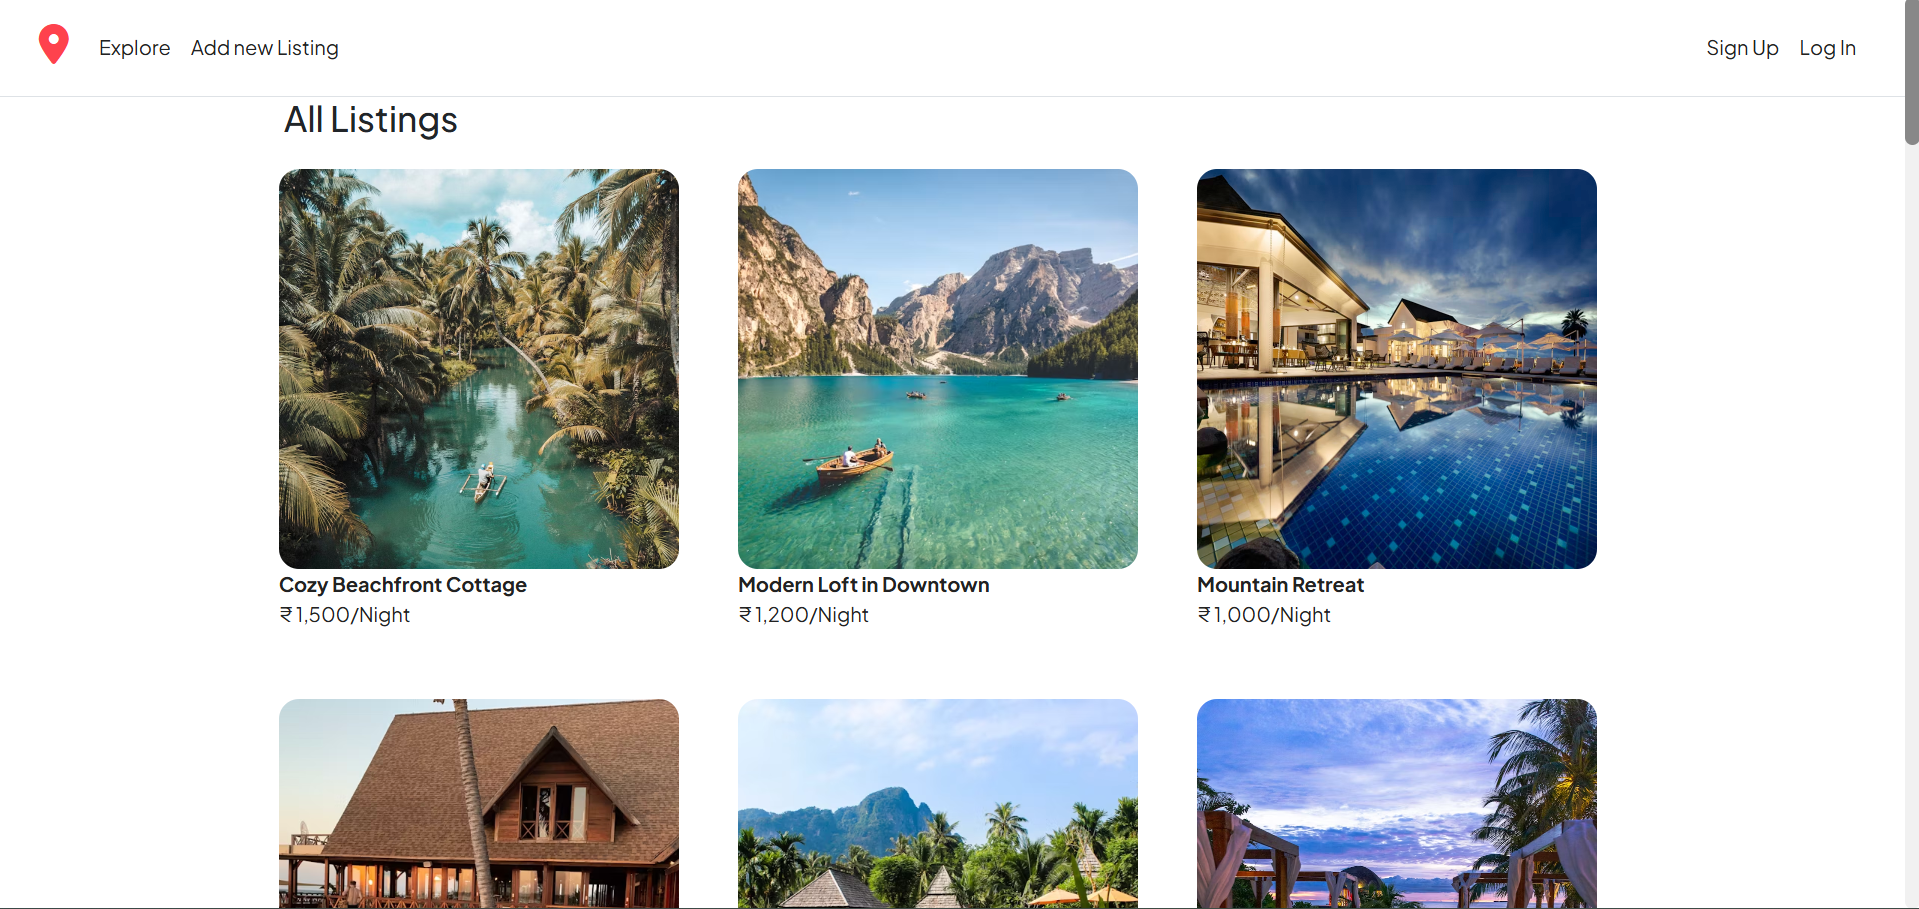 Explore Add new Listing Sign Up Log In
All Listings
Cozy Beachfront Cottage
₹1,500/Night
Modern Loft in Downtown
₹1,200/Night
Mountain Retreat
₹1,000/Night